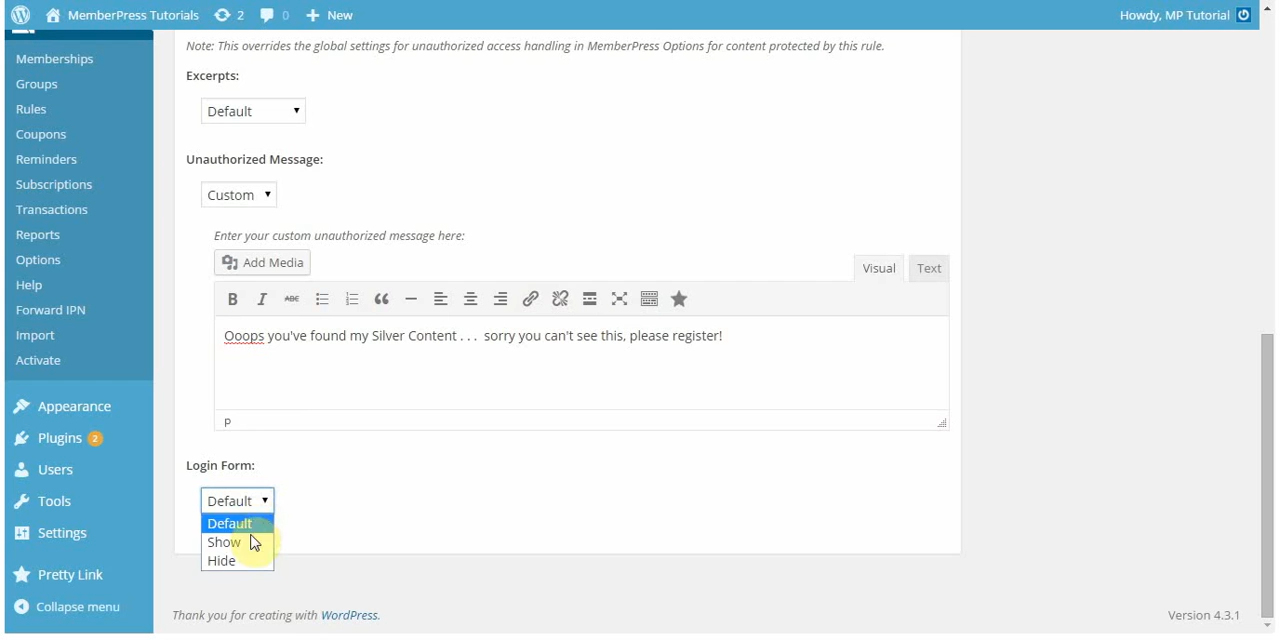 MemberPress Tutorials 2 0 New Howdy, MP Tutorial
Memberships
Groups
Rules
Coupons
Reminders
Subscriptions
Transactions
Reports
Options
Help
Forward IPN
Import
Activate
Appearance
Plugins 2
Users
Tools
Settings
Pretty Link
Collapse menu
Note: This overrides the global settings for unauthorized access handling in MemberPress Options for content protected by this rule.
Excerpts:
Default
Unauthorized Message:
Custom
Enter your custom unauthorized message here:
Add Media
Visual Text
B I ABC
Ooops you've found my Silver Content . . .  sorry you can't see this, please register!
p
Login Form:
Default
Default
Show
Hide
Thank you for creating with WordPress. Version 4.3.1